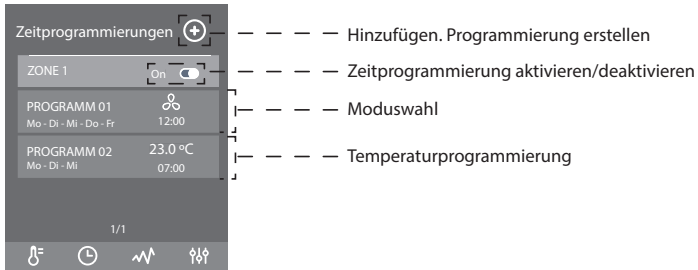 Zeitprogrammierungen
Hinzufügen. Programmierung erstellen
ZONE 1
On
Zeitprogrammierung aktivieren/deaktivieren
PROGRAMM 01
Mo - Di - Mi - Do - Fr
12:00
Moduswahl
PROGRAMM 02
Mo - Di - Mi
23.0 ºC
07:00
Temperaturprogrammierung
1/1